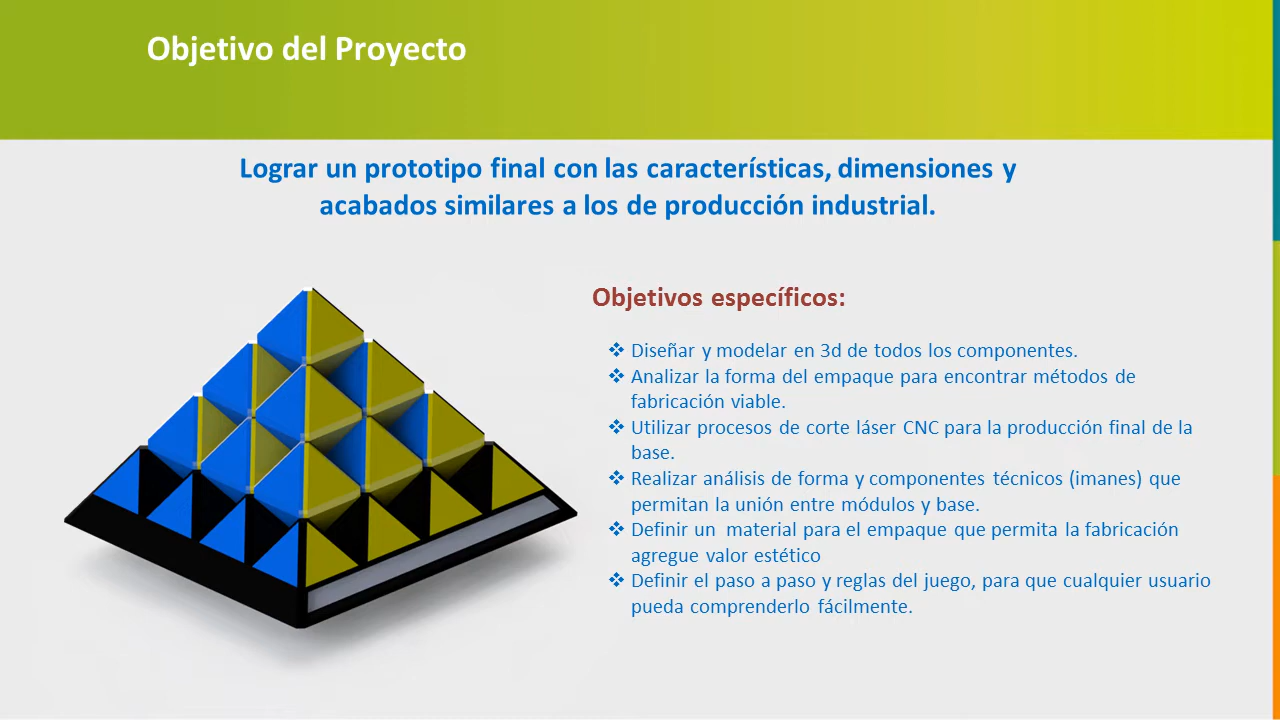 Objetivo del Proyecto
Lograr un prototipo final con las características, dimensiones y
acabados similares a los de producción industrial.
Objetivos específicos:
❖ Diseñar y modelar en 3d de todos los componentes.
❖ Analizar la forma del empaque para encontrar métodos de
fabricación viable.
❖ Utilizar procesos de corte láser CNC para la producción final de la
base.
❖ Realizar análisis de forma y componentes técnicos (imanes) que
permitan la unión entre módulos y base.
❖ Definir un  material para el empaque que permita la fabricación
agregue valor estético
❖ Definir el paso a paso y reglas del juego, para que cualquier usuario
pueda comprenderlo fácilmente.